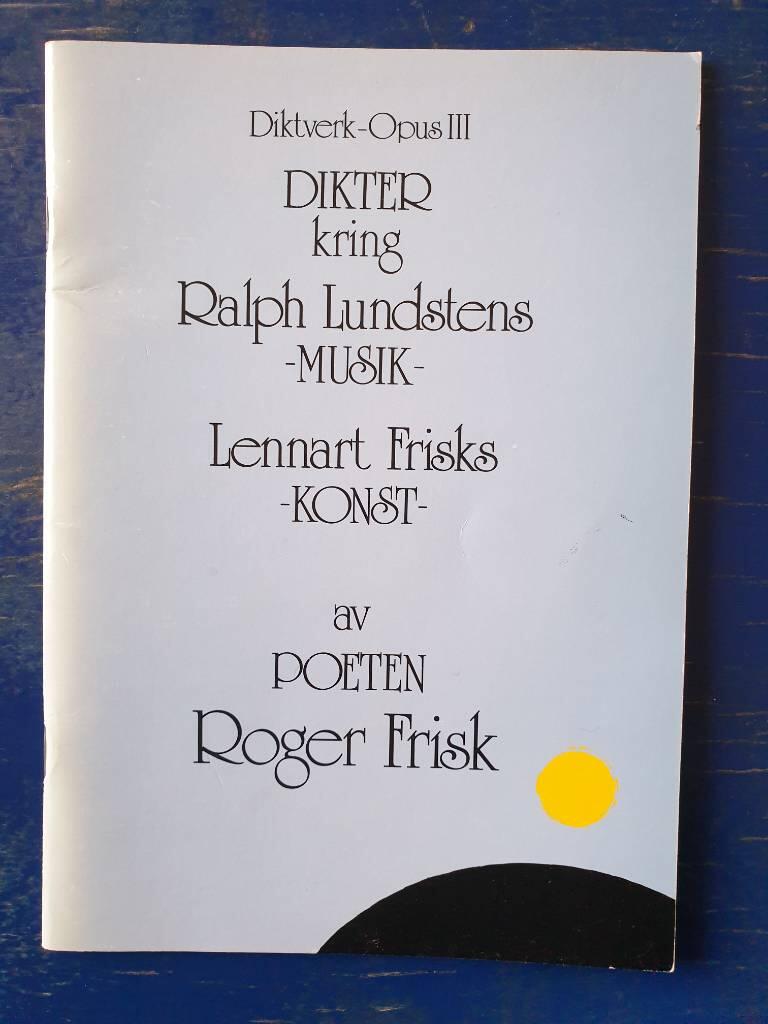 Diktverk-Opus III
DIKTER
kring
Ralph Lundstens
-MUSIK-
Lennart Frisks
-KONST-
av
POETEN
Roger Frisk